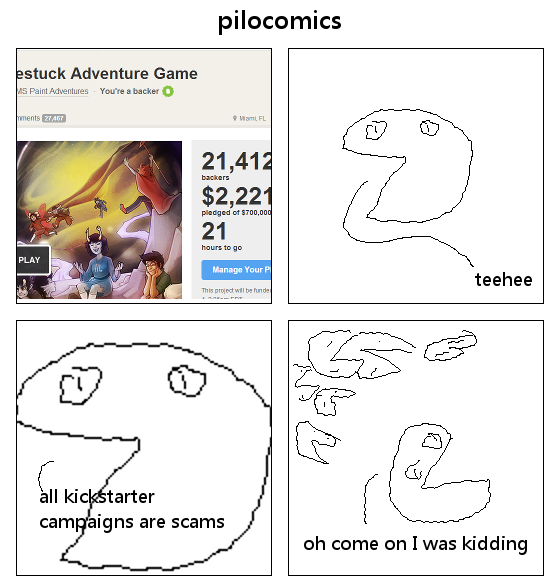 pilocomics
estuck Adventure Game
MS Paint Adventures · You're a backer
mments 27,457
Miami, FL
21,412
backers
$2,221
pledged of $700,000
21
hours to go
PLAY
Manage Your P
This project will be funde
teehee
all kickstarter
campaigns are scams
oh come on I was kidding